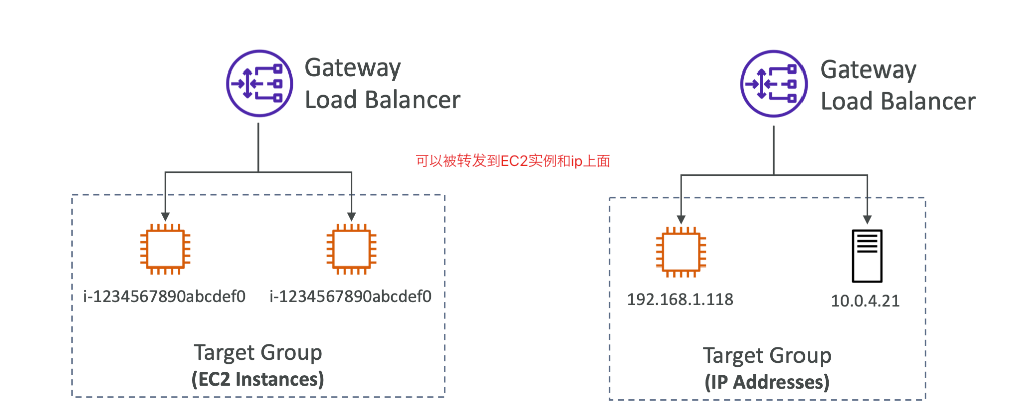 Gateway
Load Balancer
Gateway
Load Balancer
可以被转发到EC2实例和ip上面
i-1234567890abcdef0
i-1234567890abcdef0
192.168.1.118
10.0.4.21
Target Group
(EC2 Instances)
Target Group
(IP Addresses)